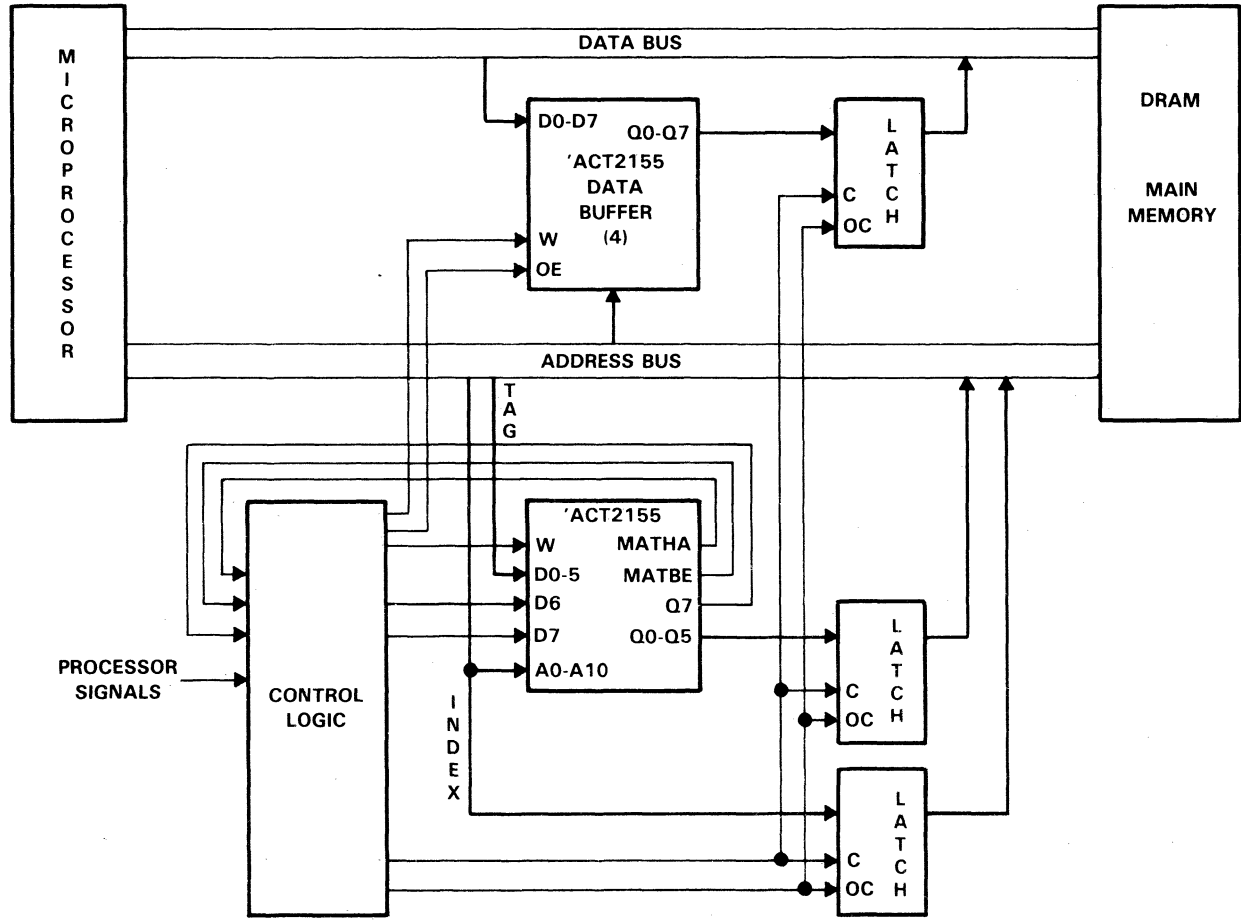 MICROPROCESSOR
DATA BUS
DRAM
MAIN
MEMORY
D0-D7
Q0-Q7
'ACT2155
DATA
BUFFER
(4)
W
OE
LATCH
C
OC
ADDRESS BUS
TAG
'ACT2155
W
MATHA
D0-5
MATBE
D6
Q7
D7
Q0-Q5
A0-A10
PROCESSOR
SIGNALS
CONTROL
LOGIC
INDEX
LATCH
C
OC
LATCH
C
OC